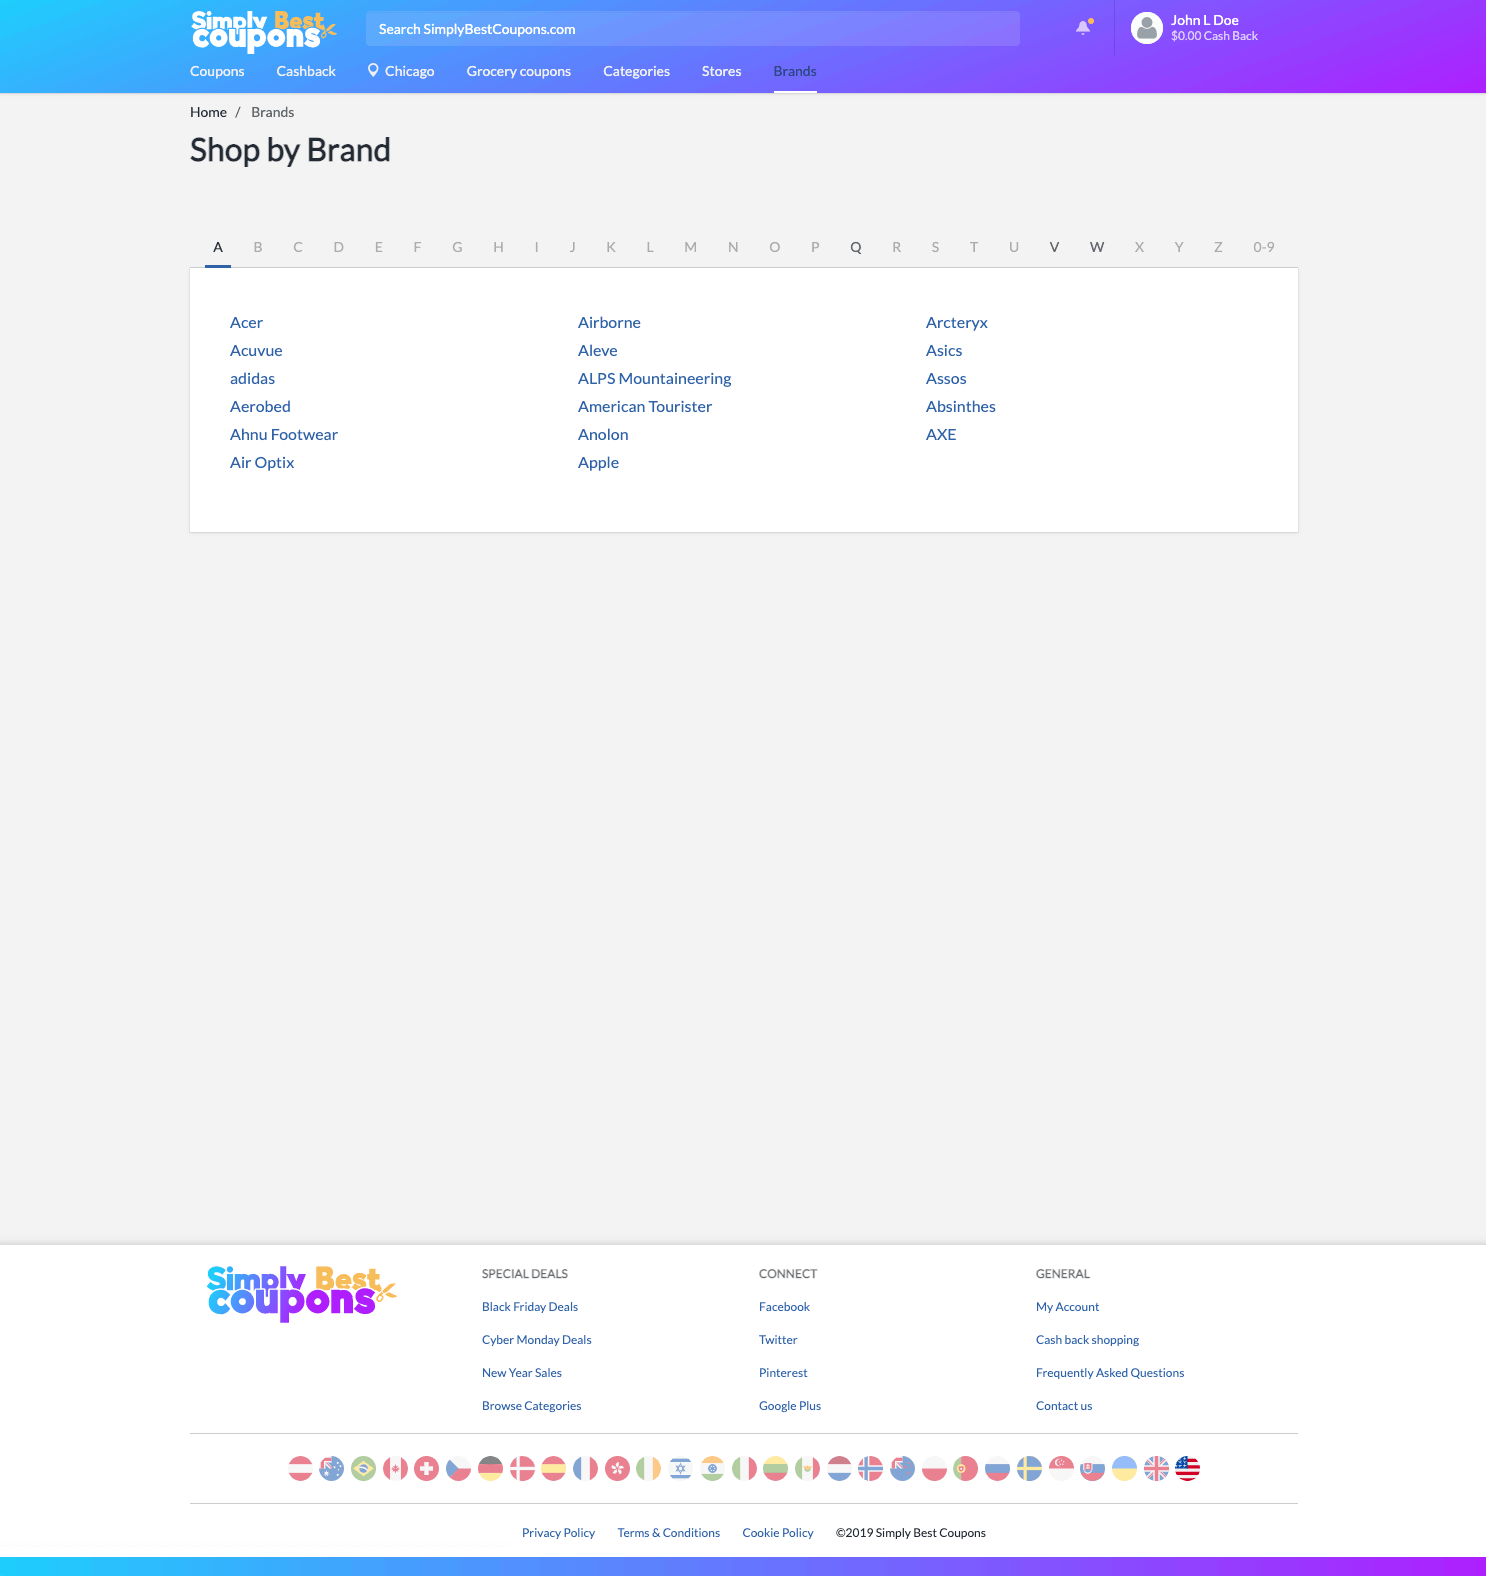 Simply Best
coupons
Search SimplyBestCoupons.com
John L Doe
$0.00 Cash Back
Coupons Cashback Chicago Grocery coupons Categories Stores Brands
Home / Brands
Shop by Brand
A B C D E F G H I J K L M N O P Q R S T U V W X Y Z 0-9
Acer
Acuvue
adidas
Aerobed
Ahnu Footwear
Air Optix
Airborne
Aleve
ALPS Mountaineering
American Tourister
Anolon
Apple
Arcteryx
Asics
Assos
Absinthes
AXE
Simply Best
coupons
SPECIAL DEALS
Black Friday Deals
Cyber Monday Deals
New Year Sales
Browse Categories
CONNECT
Facebook
Twitter
Pinterest
Google Plus
GENERAL
My Account
Cash back shopping
Frequently Asked Questions
Contact us
Privacy Policy Terms & Conditions Cookie Policy ©2019 Simply Best Coupons